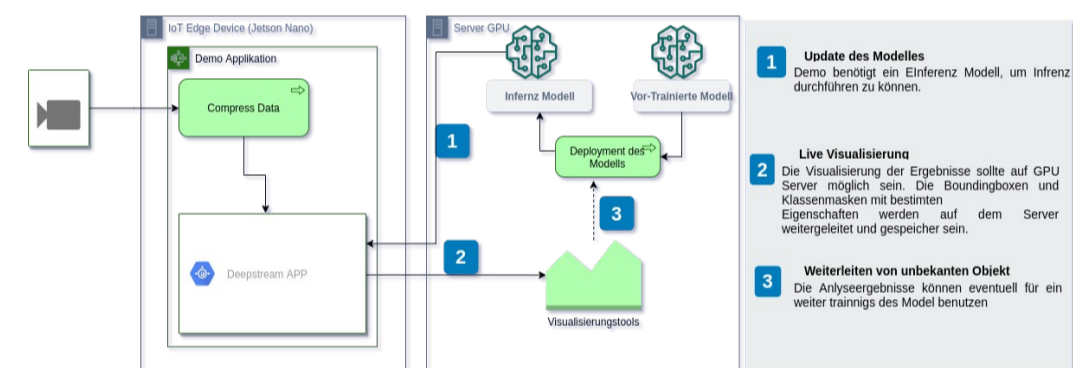 IoT Edge Device (Jetson Nano)
Demo Applikation
Compress Data
Deepstream APP
Server GPU
Infernz Modell
Vor-Trainierte Modell
Deployment des
Modells
Visualisierungstools
1
2
3
1
Update des Modelles
Demo benötigt ein EInferenz Modell, um Infrenz
durchführen zu können.
2
Live Visualisierung
Die Visualisierung der Ergebnisse sollte auf GPU
Server möglich sein. Die Boundingboxen und
Klassenmasken mit bestimten
Eigenschaften werden auf dem Server
weitergeleitet und gespeicher sein.
3
Weiterleiten von unbekanten Objekt
Die Anlyseergebnisse können eventuell für ein
weiter trainnigs des Model benutzen